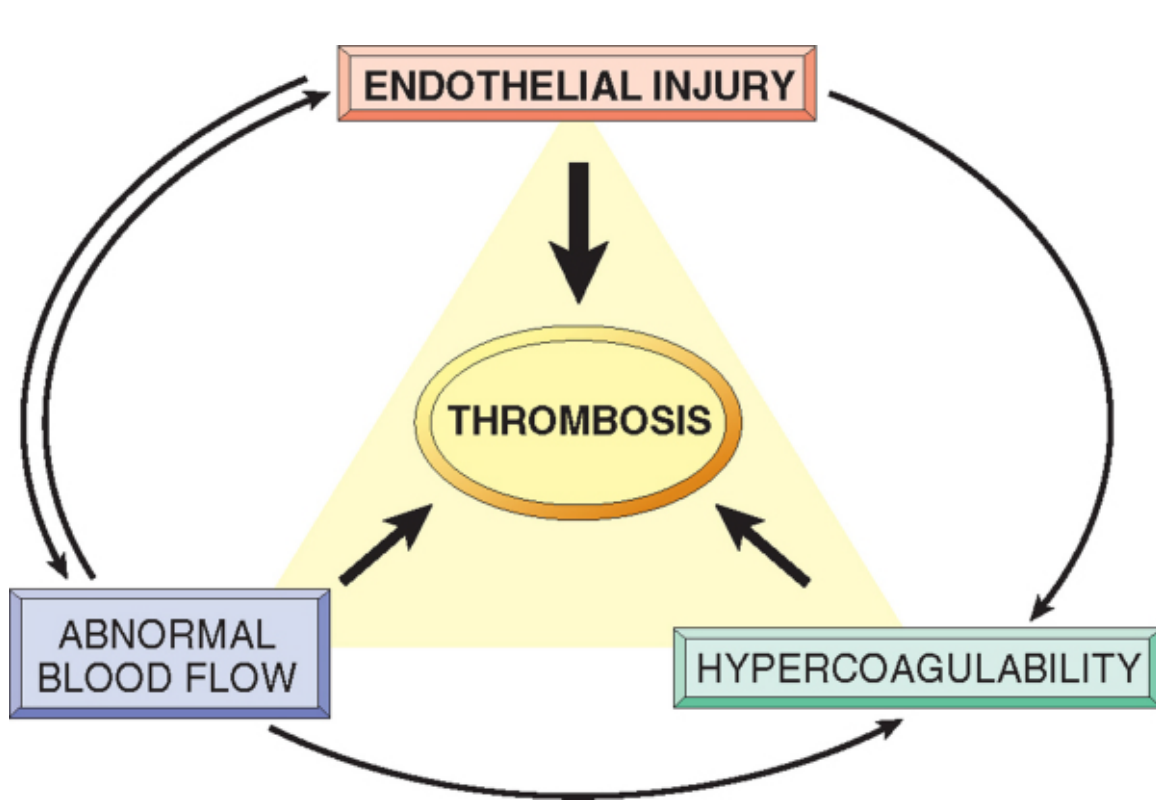 ENDOTHELIAL INJURY
THROMBOSIS
ABNORMAL
BLOOD FLOW
HYPERCOAGULABILITY